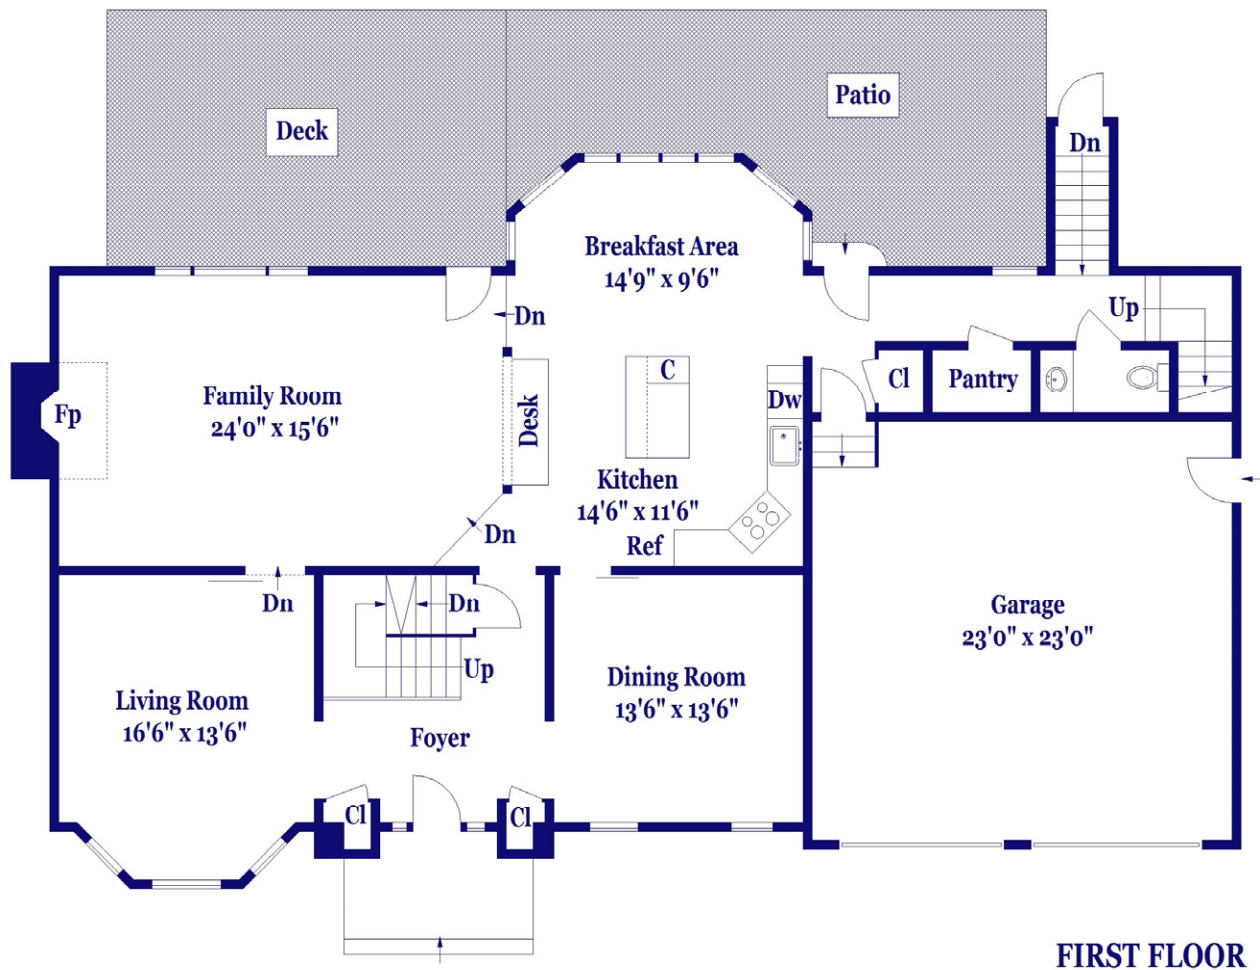 Deck
Patio
Dn
Breakfast Area
14'9" x 9'6"
Up
Dn
Family Room
24'0" x 15'6"
Fp
C
Desk
Dw
Cl
Pantry
Kitchen
14'6" x 11'6"
Dn
Ref
Dn
Dn
Up
Garage
23'0" x 23'0"
Living Room
16'6" x 13'6"
Dining Room
13'6" x 13'6"
Foyer
Cl
Cl
FIRST FLOOR